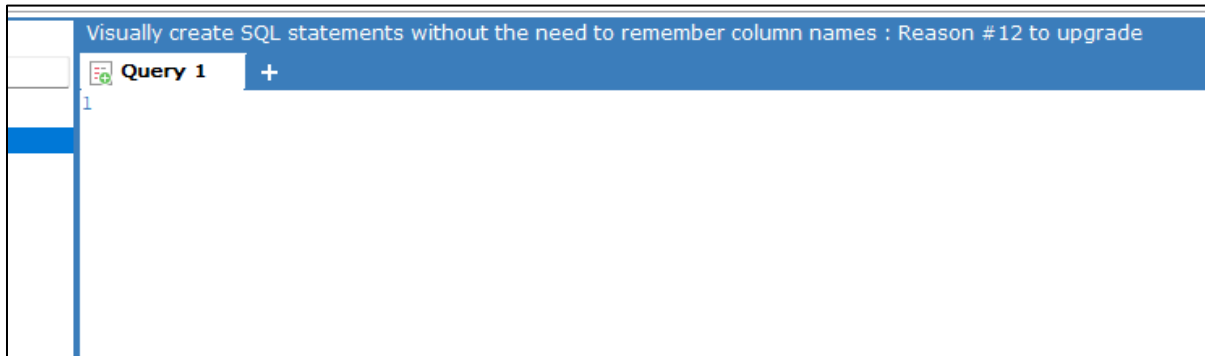 Visually create SQL statements without the need to remember column names : Reason #12 to upgrade
Query 1 +
1